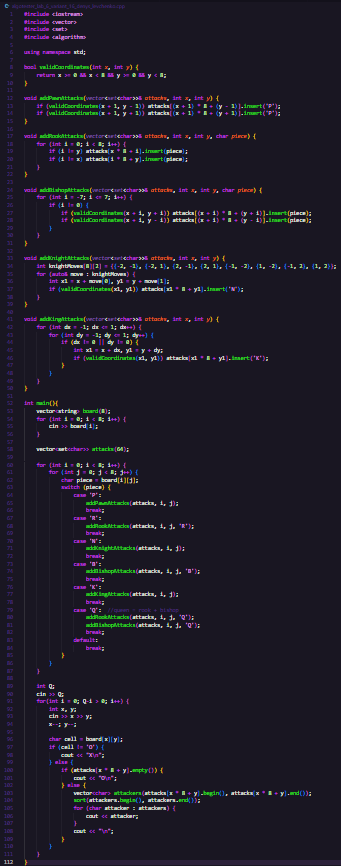 #include <iostream>
#include <vector>
#include <set>
#include <algorithm>
using namespace std;
bool validCoordinates(int x, int y) {
return x >= 0 && x < 8 && y >= 0 && y < 8;
}
void addPawnAttacks(vector<set<char>>& attacks, int x, int y) {
if (validCoordinates(x + 1, y - 1)) attacks[(x + 1) * 8 + (y - 1)].insert('P');
if (validCoordinates(x + 1, y + 1)) attacks[(x + 1) * 8 + (y + 1)].insert('P');
}
void addRookAttacks(vector<set<char>>& attacks, int x, int y, char piece) {
for (int i = 0; i < 8; i++) {
if (i != y) attacks[x * 8 + i].insert(piece);
if (i != x) attacks[i * 8 + y].insert(piece);
}
}
void addBishopAttacks(vector<set<char>>& attacks, int x, int y, char piece) {
for (int i = -7; i <= 7; i++) {
if (i != 0) {
if (validCoordinates(x + i, y + i)) attacks[(x + i) * 8 + (y + i)].insert(piece);
if (validCoordinates(x + i, y - i)) attacks[(x + i) * 8 + (y - i)].insert(piece);
}
}
}
void addKnightAttacks(vector<set<char>>& attacks, int x, int y) {
int knightMoves[8][2] = {{-2, -1}, {-2, 1}, {2, -1}, {2, 1}, {-1, -2}, {1, -2}, {-1, 2}, {1, 2}};
for (auto& move : knightMoves) {
int x1 = x + move[0], y1 = y + move[1];
if (validCoordinates(x1, y1)) attacks[x1 * 8 + y1].insert('N');
}
}
void addKingAttacks(vector<set<char>>& attacks, int x, int y) {
for (int dx = -1; dx <= 1; dx++) {
for (int dy = -1; dy <= 1; dy++) {
if (dx != 0 || dy != 0) {
int x1 = x + dx, y1 = y + dy;
if (validCoordinates(x1, y1)) attacks[x1 * 8 + y1].insert('K');
}
}
}
}
int main(){
vector<string> board(8);
for (int i = 0; i < 8; i++) {
cin >> board[i];
}
vector<set<char>> attacks(64);
for (int i = 0; i < 8; i++) {
for (int j = 0; j < 8; j++) {
char piece = board[i][j];
switch (piece) {
case 'P':
addPawnAttacks(attacks, i, j);
break;
case 'R':
addRookAttacks(attacks, i, j, 'R');
break;
case 'N':
addKnightAttacks(attacks, i, j);
break;
case 'B':
addBishopAttacks(attacks, i, j, 'B');
break;
case 'K':
addKingAttacks(attacks, i, j);
break;
case 'Q': //queen = rook + bishop
addRookAttacks(attacks, i, j, 'Q');
addBishopAttacks(attacks, i, j, 'Q');
break;
default:
break;
}
}
}
int Q;
cin >> Q;
for(int i = 0; Q-i > 0; i++) {
int x, y;
cin >> x >> y;
x--; y--;
char cell = board[x][y];
if (cell != 'O') {
cout << "X\n";
} else {
if (attacks[x * 8 + y].empty()) {
cout << "O\n";
} else {
vector<char> attackers(attacks[x * 8 + y].begin(), attacks[x * 8 + y].end());
sort(attackers.begin(), attackers.end());
for (char attacker : attackers) {
cout << attacker;
}
cout << "\n";
}
}
}
}